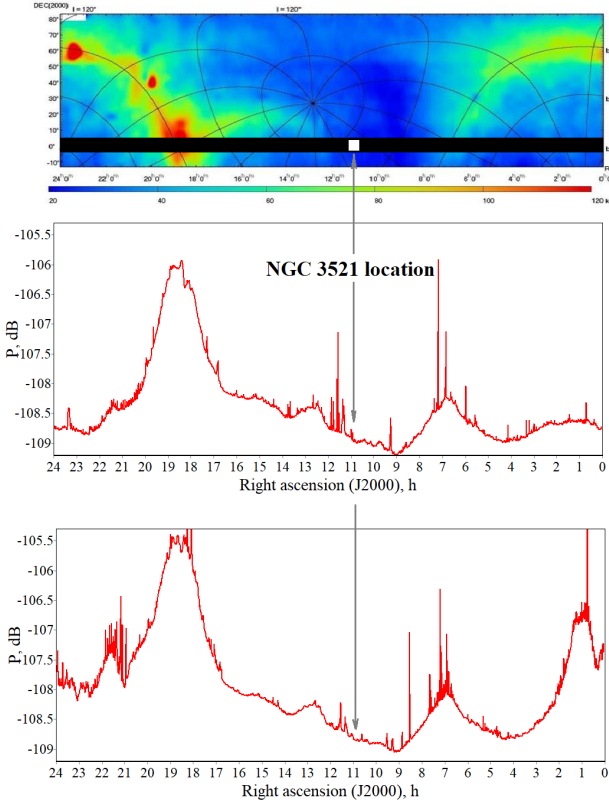 DEC(2000) l = 120° l = 120°
80°
70°
60°
50°
40°
30°
20°
10°
0°
-10°
24ʰ0ᵐ 22ʰ0ᵐ 20ʰ0ᵐ 18ʰ0ᵐ 16ʰ0ᵐ 14ʰ0ᵐ 12ʰ0ᵐ 10ʰ0ᵐ 8ʰ0ᵐ 6ʰ0ᵐ 4ʰ0ᵐ 2ʰ0ᵐ
20 40 60 80 100 120
NGC 3521 location
P, dB
-105.5
-106
-106.5
-107
-107.5
-108
-108.5
-109
24 23 22 21 20 19 18 17 16 15 14 13 12 11 10 9 8 7 6 5 4 3 2 1 0
Right ascension (J2000), h
P, dB
-105.5
-106
-106.5
-107
-107.5
-108
-108.5
-109
24 23 22 21 20 19 18 17 16 15 14 13 12 11 10 9 8 7 6 5 4 3 2 1 0
Right ascension (J2000), h